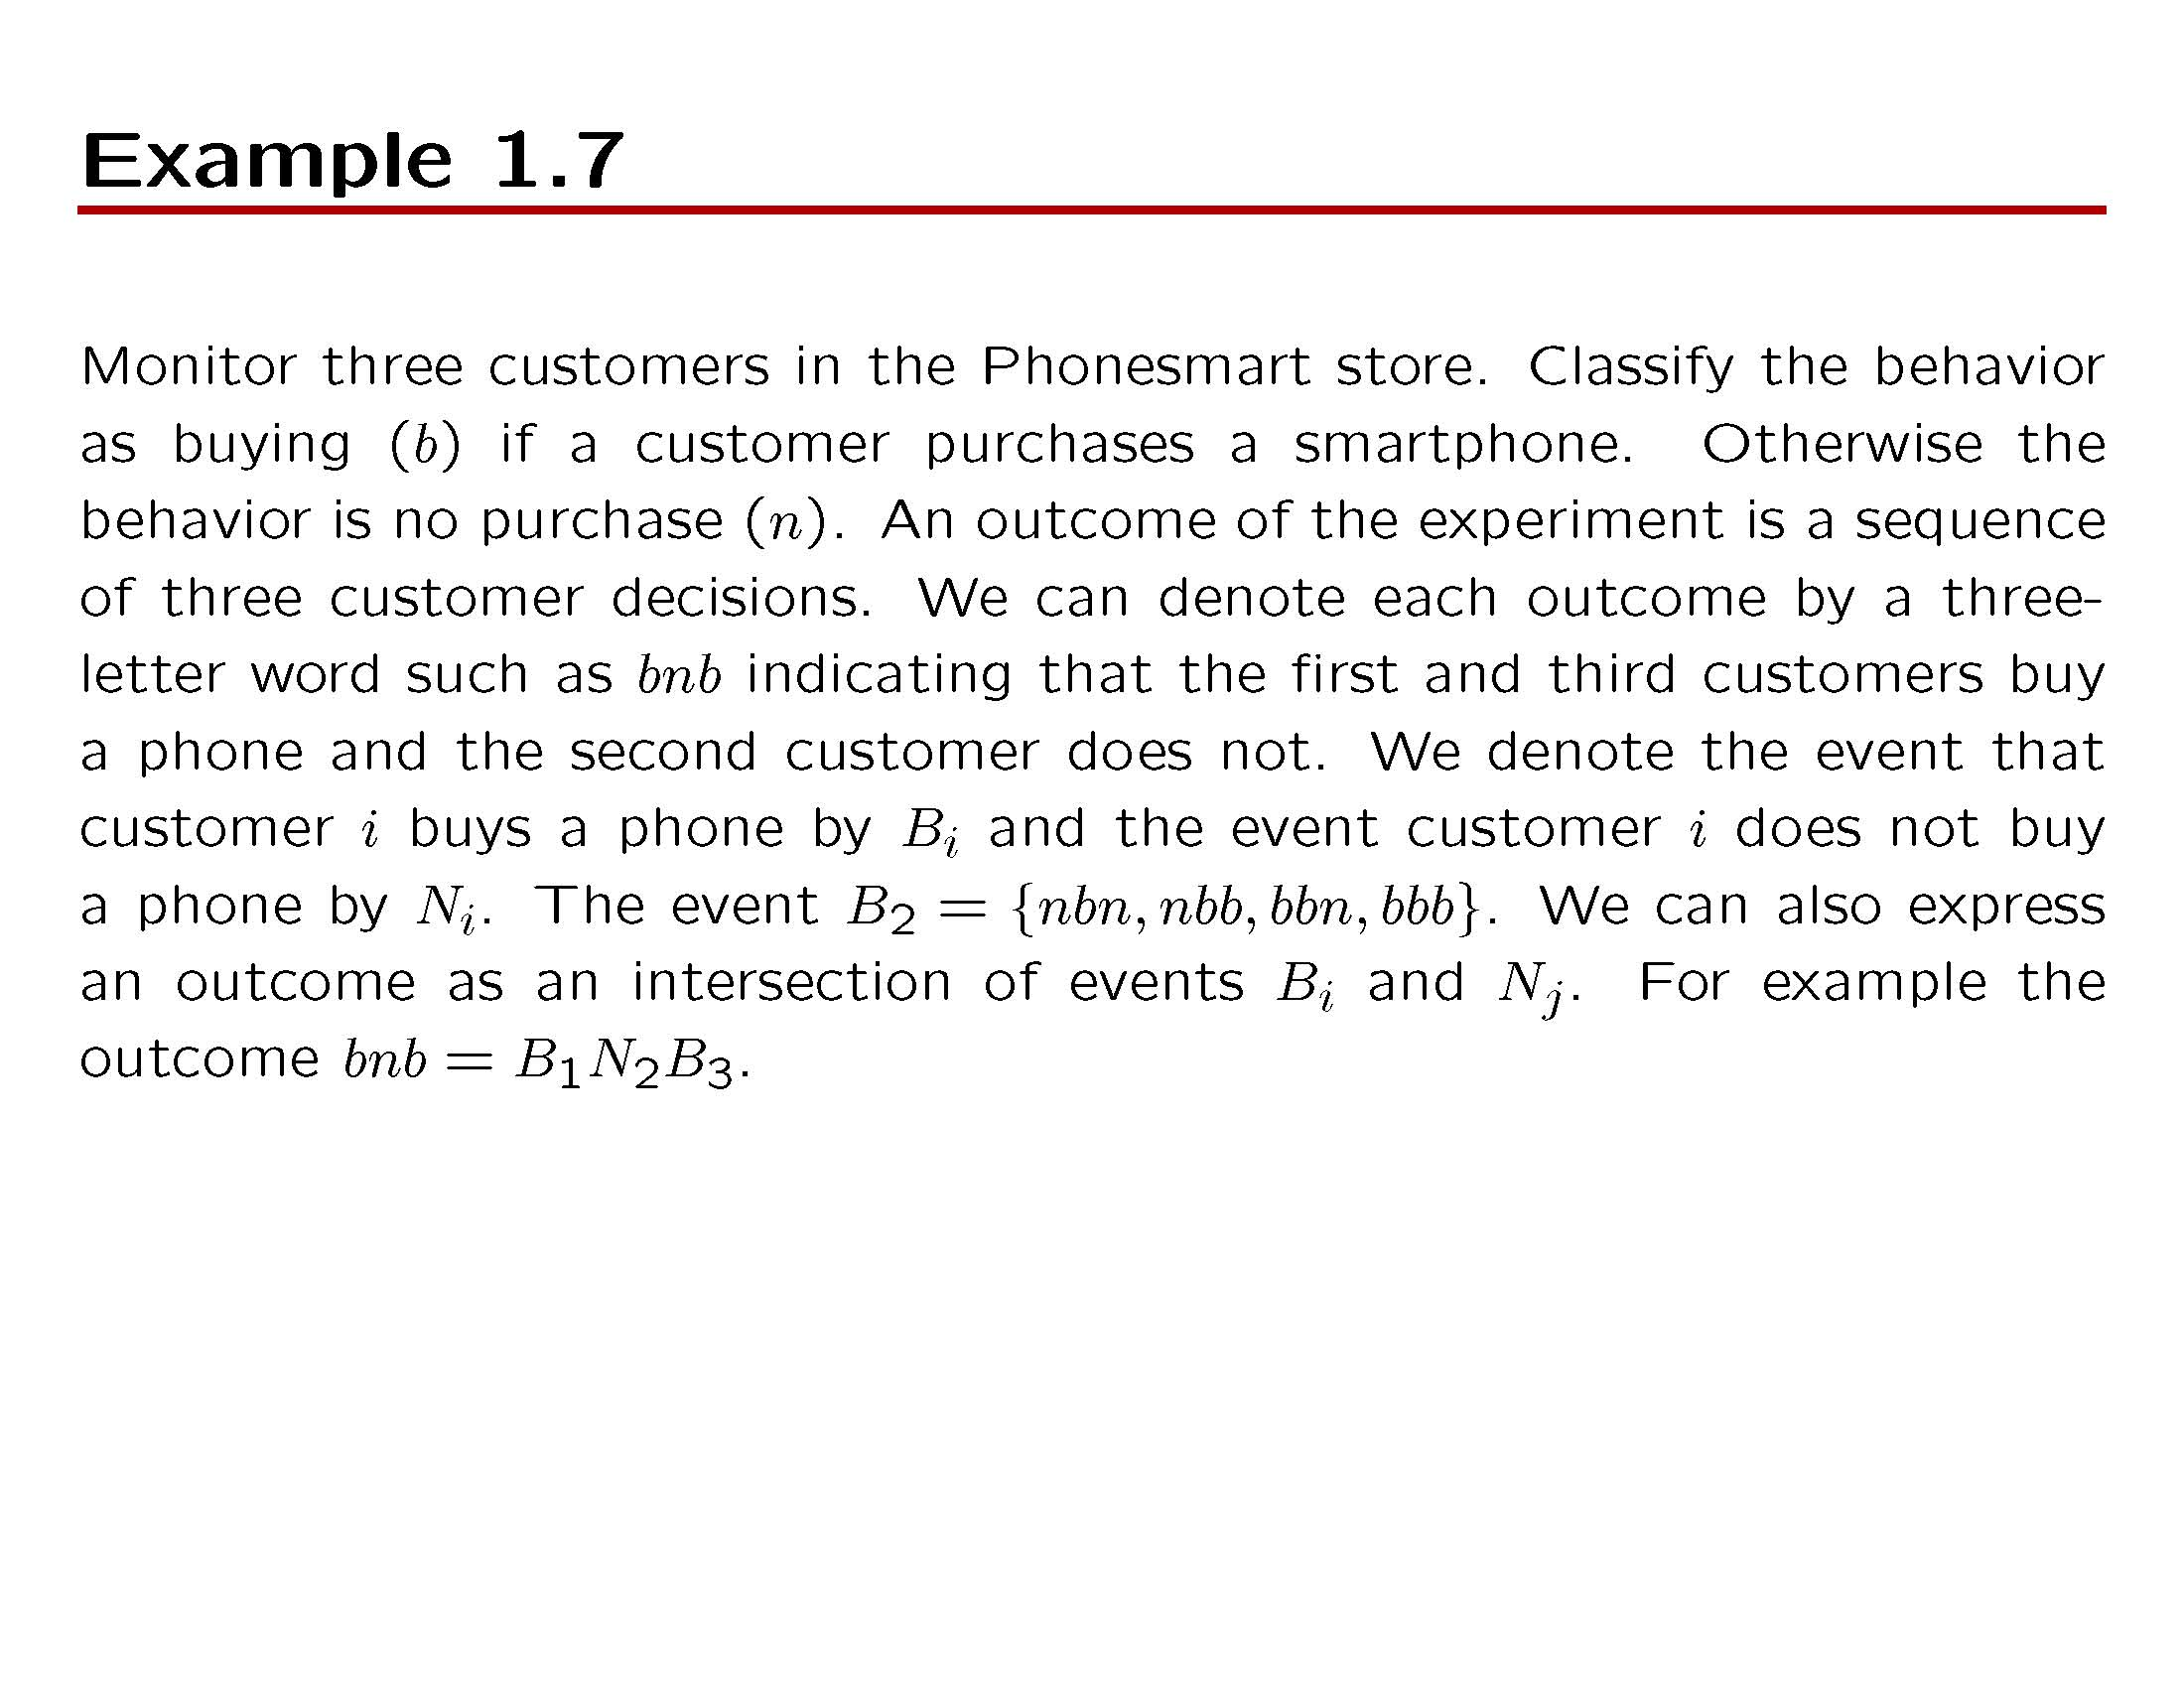 Example 1.7
Monitor three customers in the Phonesmart store. Classify the behavior
as buying (b) if a customer purchases a smartphone. Otherwise the
behavior is no purchase (n). An outcome of the experiment is a sequence
of three customer decisions. We can denote each outcome by a three-
letter word such as bnb indicating that the first and third customers buy
a phone and the second customer does not. We denote the event that
customer i buys a phone by B_i and the event customer i does not buy
a phone by N_i. The event B_2 = {nbn, nbb, bbn, bbb}. We can also express
an outcome as an intersection of events B_i and N_j. For example the
outcome bnb = B_1N_2B_3.